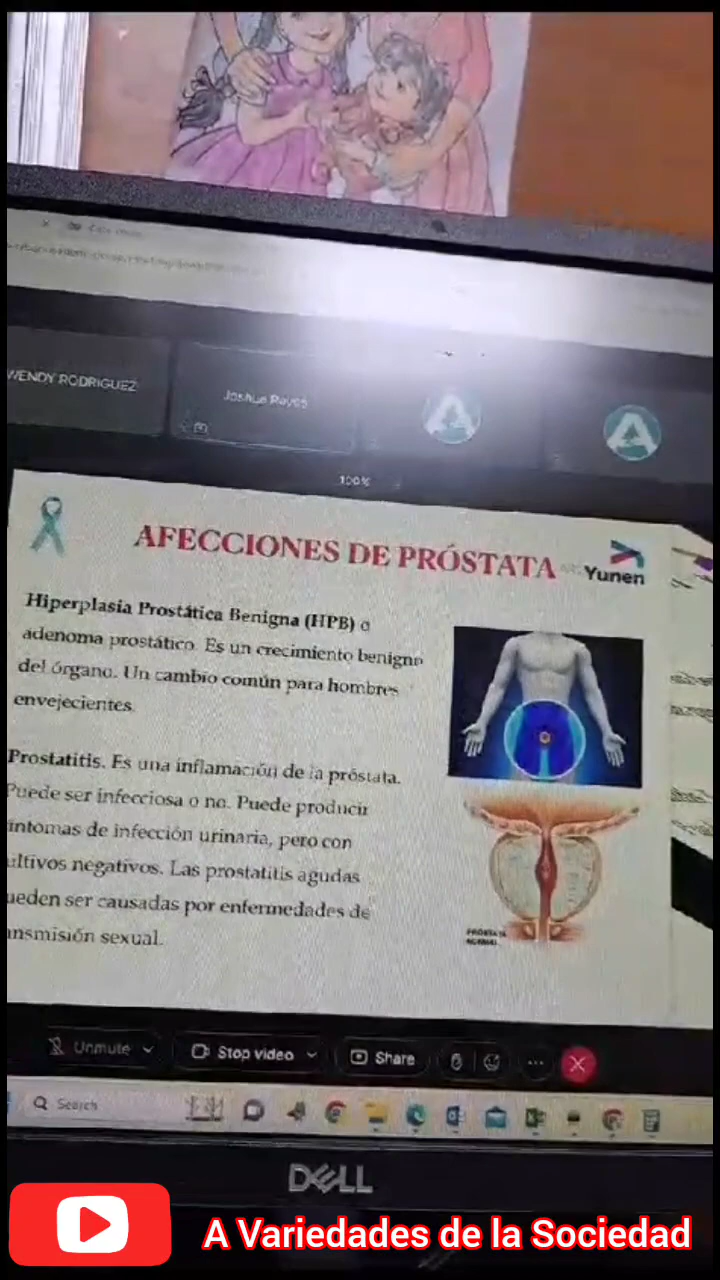 WENDY RODRIGUEZ
100%
AFECCIONES DE PRÓSTATA
Yunen
Hiperplasia Prostática Benigna (HPB) o
adenoma prostático. Es un crecimiento benigno
del órgano. Un cambio común para hombres
envejecientes
Prostatitis. Es una inflamación de la próstata.
Puede ser infecciosa o no. Puede producir
íntomas de infección urinaria, pero con
ultivos negativos. Las prostatitis agudas
ueden ser causadas por enfermedades de
ansmisión sexual.
Unmute
Stop video
Share
Search
DELL
A Variedades de la Sociedad